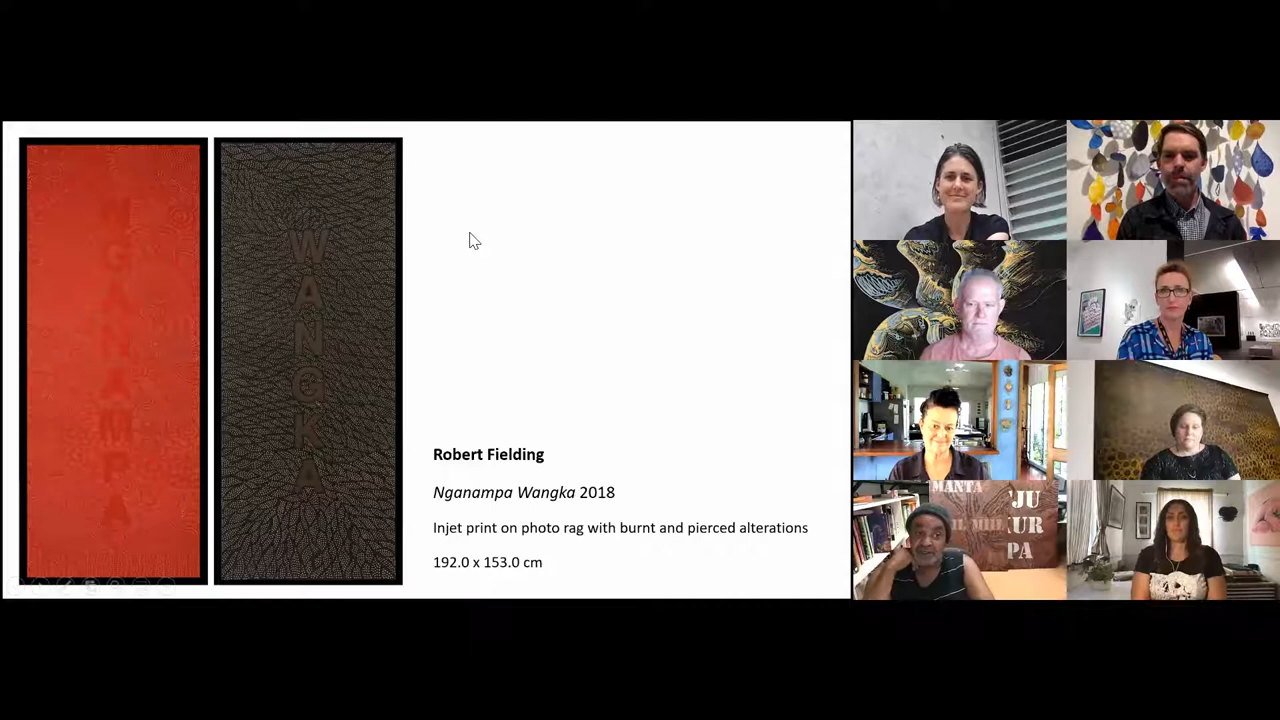 NGANAMPA
WANGKA
Robert Fielding
Nganampa Wangka 2018
Injet print on photo rag with burnt and pierced alterations
192.0 x 153.0 cm
MANTA
JU
KUR
PA